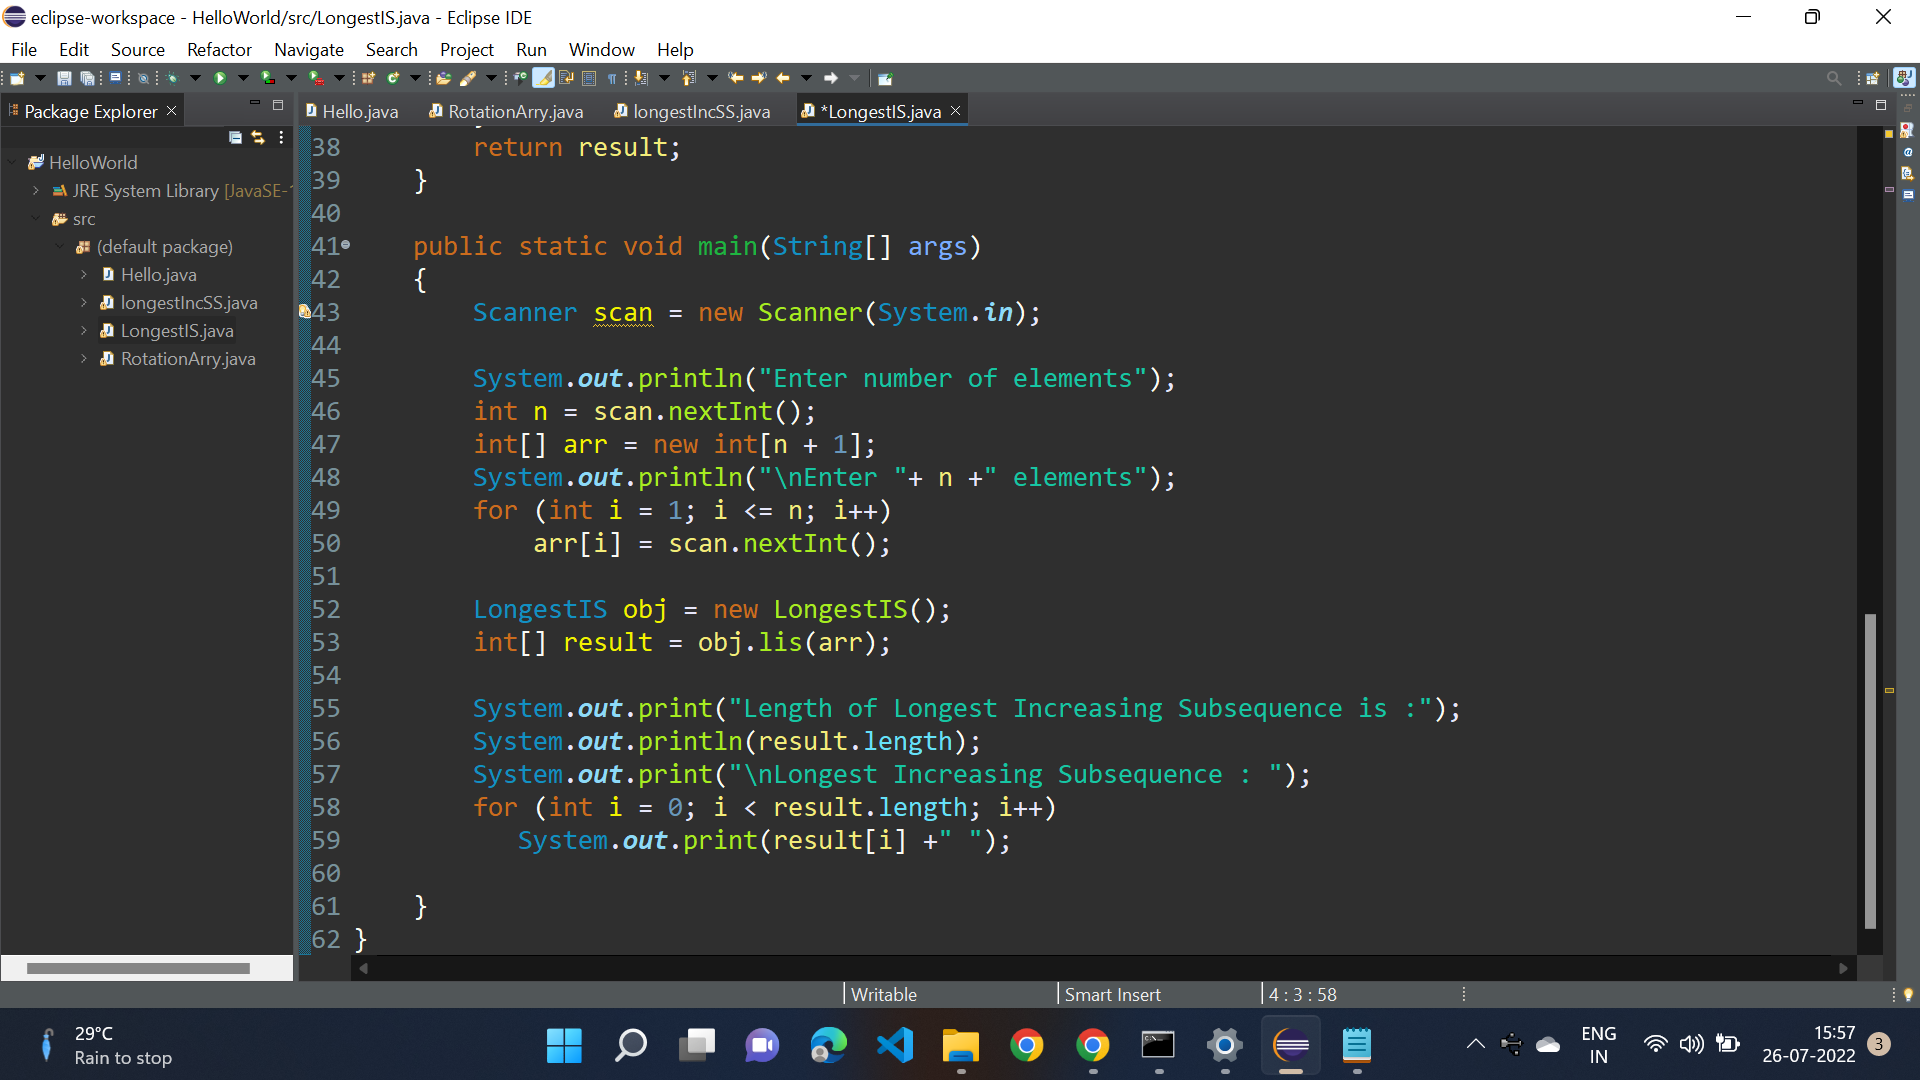 eclipse-workspace - HelloWorld/src/LongestIS.java - Eclipse IDE
File Edit Source Refactor Navigate Search Project Run Window Help
Package Explorer
Hello.java RotationArry.java longestIncSS.java *LongestIS.java
HelloWorld
JRE System Library [JavaSE-
src
(default package)
Hello.java
longestIncSS.java
LongestIS.java
RotationArry.java
38 return result;
39 }
40
41 public static void main(String[] args)
42 {
43 Scanner scan = new Scanner(System.in);
44
45 System.out.println("Enter number of elements");
46 int n = scan.nextInt();
47 int[] arr = new int[n + 1];
48 System.out.println("\nEnter "+ n +" elements");
49 for (int i = 1; i <= n; i++)
50 arr[i] = scan.nextInt();
51
52 LongestIS obj = new LongestIS();
53 int[] result = obj.lis(arr);
54
55 System.out.print("Length of Longest Increasing Subsequence is :");
56 System.out.println(result.length);
57 System.out.print("\nLongest Increasing Subsequence : ");
58 for (int i = 0; i < result.length; i++)
59 System.out.print(result[i] +" ");
60
61 }
62 }
Writable Smart Insert 4 : 3 : 58
29°C
Rain to stop
ENG
IN
15:57
26-07-2022
3